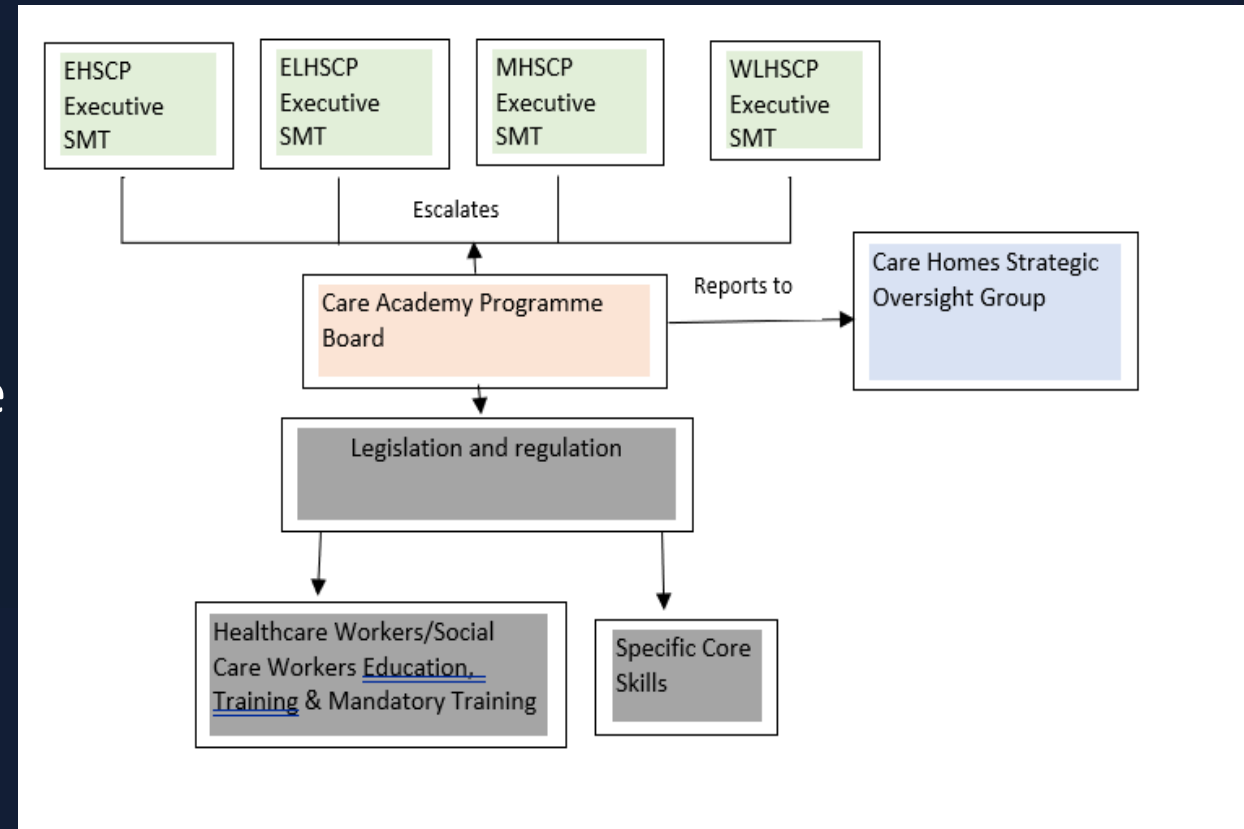 EHSCP
Executive
SMT
ELHSCP
Executive
SMT
MHSCP
Executive
SMT
WLHSCP
Executive
SMT
Escalates
Care Academy Programme
Board
Reports to
Care Homes Strategic
Oversight Group
Legislation and regulation
Healthcare Workers/Social
Care Workers Education,
Training & Mandatory Training
Specific Core
Skills